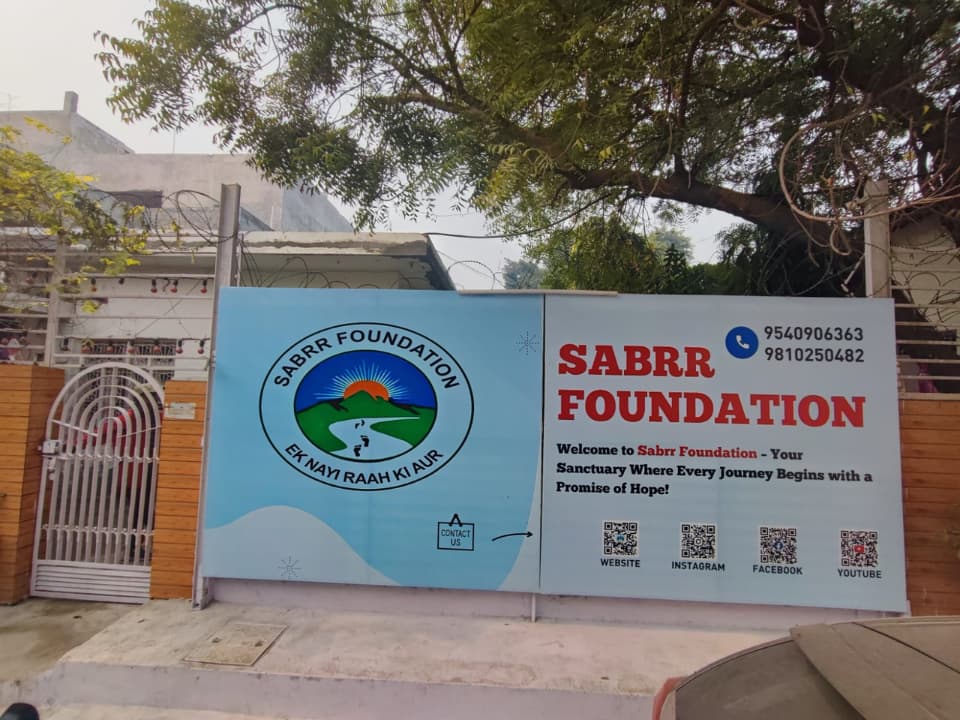 SABRR FOUNDATION
EK NAYI RAAH KI AUR
CONTACT
US
9540906363
9810250482
SABRR
FOUNDATION
Welcome to Sabrr Foundation - Your
Sanctuary Where Every Journey Begins with a
Promise of Hope!
WEBSITE
INSTAGRAM
FACEBOOK
YOUTUBE